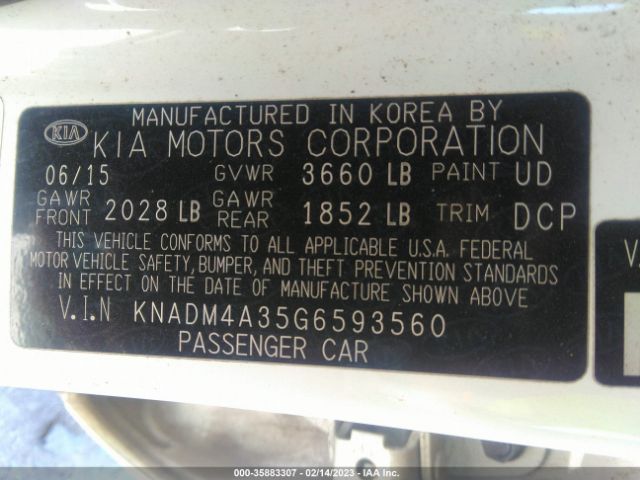 MANUFACTURED IN KOREA BY
KIA KIA MOTORS CORPORATION
06/15 GVWR 3660 LB PAINT UD
GAWR FRONT 2028 LB GAWR REAR 1852 LB TRIM DCP
THIS VEHICLE CONFORMS TO ALL APPLICABLE U.S.A. FEDERAL
MOTOR VEHICLE SAFETY, BUMPER, AND THEFT PREVENTION STANDARDS
IN EFFECT ON THE DATE OF MANUFACTURE SHOWN ABOVE
V.I.N KNADM4A35G6593560
PASSENGER CAR
V.
000-35883307 - 02/14/2023 - IAA Inc.